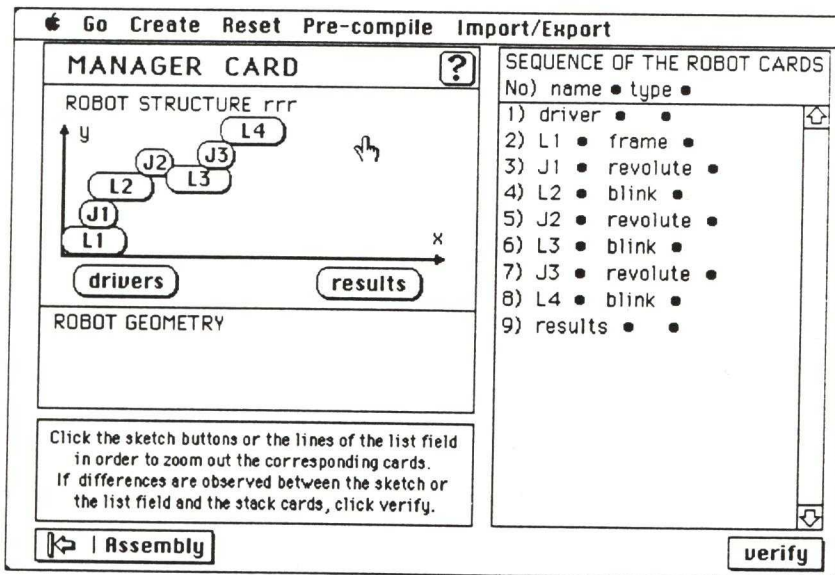 Go Create Reset Pre-compile Import/Export
MANAGER CARD ?
ROBOT STRUCTURE rrr
y
L4
J2 J3
L2 L3
J1
L1 x
drivers results
ROBOT GEOMETRY
Click the sketch buttons or the lines of the list field
in order to zoom out the corresponding cards.
If differences are observed between the sketch or
the list field and the stack cards, click verify.
| Assembly
SEQUENCE OF THE ROBOT CARDS
No) name • type •
1) driver • •
2) L1 • frame •
3) J1 • revolute •
4) L2 • blink •
5) J2 • revolute •
6) L3 • blink •
7) J3 • revolute •
8) L4 • blink •
9) results • •
verify